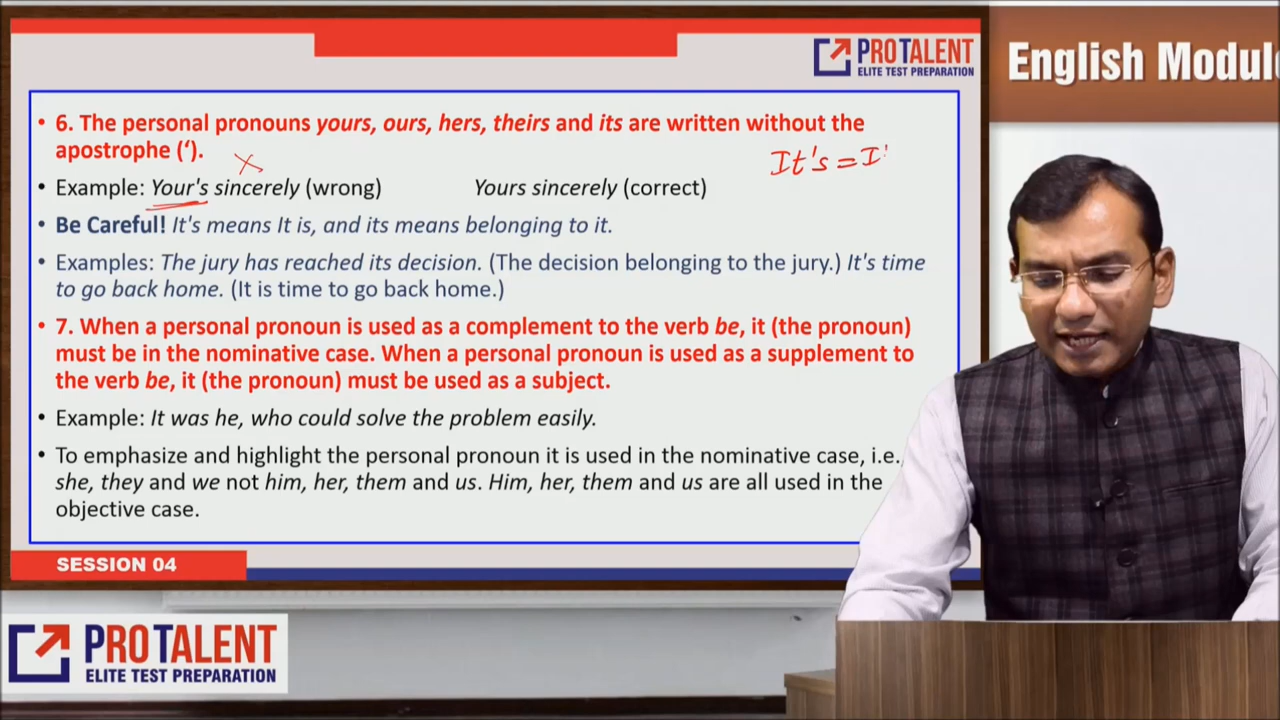 PROTALENT
ELITE TEST PREPARATION
English Module
• 6. The personal pronouns yours, ours, hers, theirs and its are written without the
apostrophe (‘).
It's = I'
• Example: Your's sincerely (wrong) Yours sincerely (correct)
• Be Careful! It's means It is, and its means belonging to it.
• Examples: The jury has reached its decision. (The decision belonging to the jury.) It's time
to go back home. (It is time to go back home.)
• 7. When a personal pronoun is used as a complement to the verb be, it (the pronoun)
must be in the nominative case. When a personal pronoun is used as a supplement to
the verb be, it (the pronoun) must be used as a subject.
• Example: It was he, who could solve the problem easily.
• To emphasize and highlight the personal pronoun it is used in the nominative case, i.e.,
she, they and we not him, her, them and us. Him, her, them and us are all used in the
objective case.
SESSION 04
PROTALENT
ELITE TEST PREPARATION